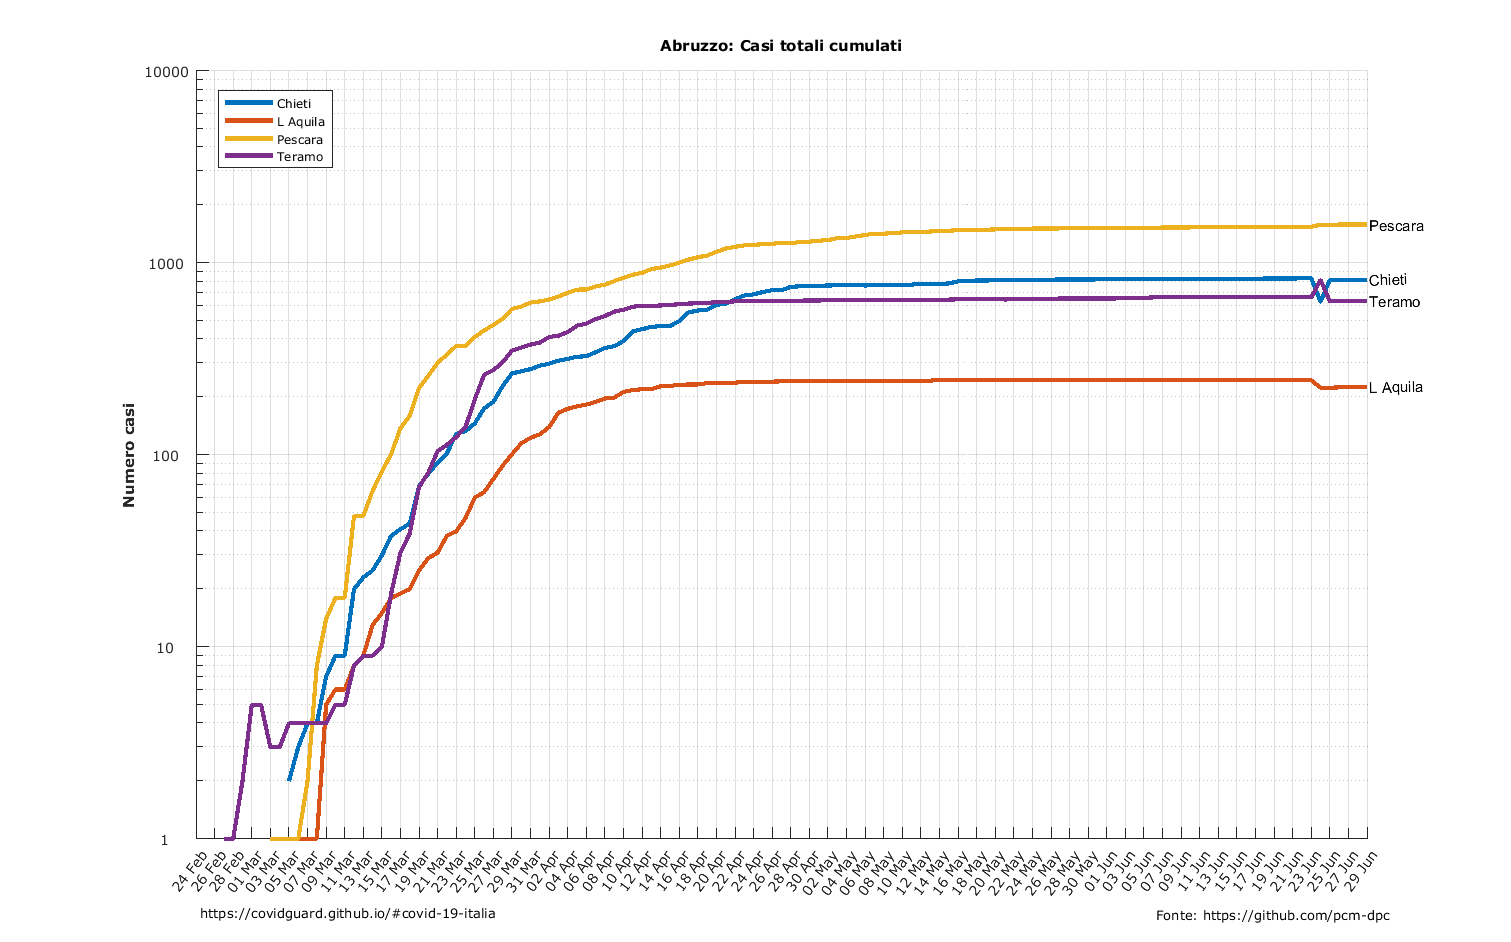 Abruzzo: Casi totali cumulati
10000
1000
100
10
1
Numero casi
Chieti
L Aquila
Pescara
Teramo
Pescara
Chieti
Teramo
L Aquila
24 Feb
26 Feb
28 Feb
01 Mar
03 Mar
05 Mar
07 Mar
09 Mar
11 Mar
13 Mar
15 Mar
17 Mar
19 Mar
21 Mar
23 Mar
25 Mar
27 Mar
29 Mar
31 Mar
02 Apr
04 Apr
06 Apr
08 Apr
10 Apr
12 Apr
14 Apr
16 Apr
18 Apr
20 Apr
22 Apr
24 Apr
26 Apr
28 Apr
30 Apr
02 May
04 May
06 May
08 May
10 May
12 May
14 May
16 May
18 May
20 May
22 May
24 May
26 May
28 May
30 May
01 Jun
03 Jun
05 Jun
07 Jun
09 Jun
11 Jun
13 Jun
15 Jun
17 Jun
19 Jun
21 Jun
23 Jun
25 Jun
27 Jun
29 Jun
https://covidguard.github.io/#covid-19-italia
Fonte: https://github.com/pcm-dpc